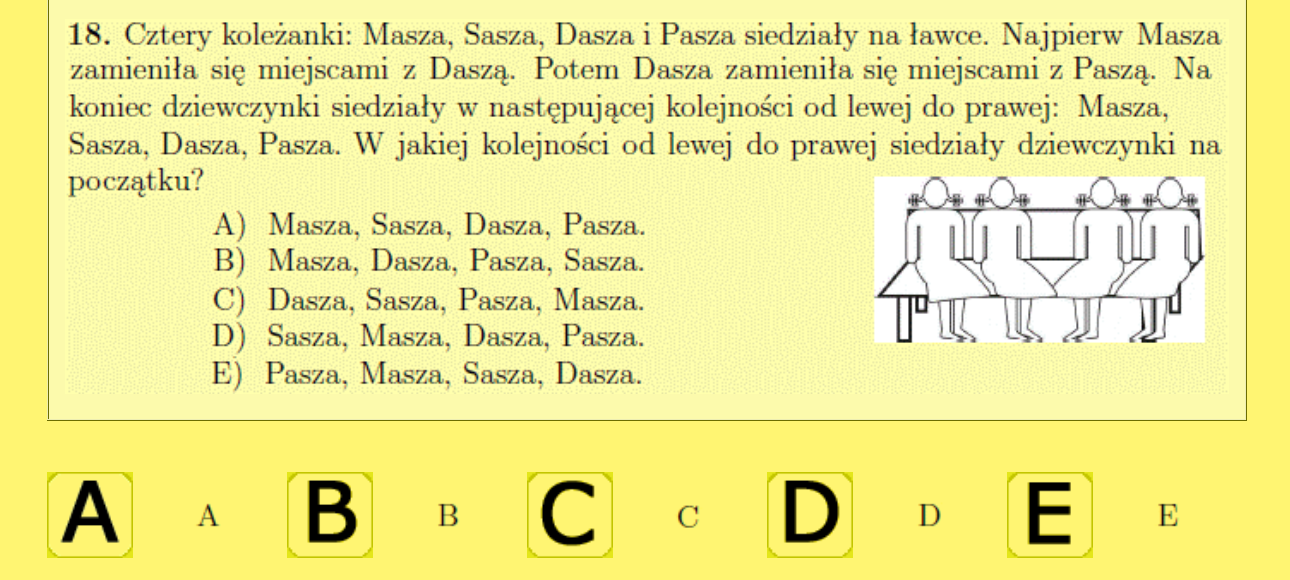 18. Cztery koleżanki: Masza, Sasza, Dasza i Pasza siedziały na ławce. Najpierw Masza
zamieniła się miejscami z Daszą. Potem Dasza zamieniła się miejscami z Paszą. Na
koniec dziewczynki siedziały w następującej kolejności od lewej do prawej: Masza,
Sasza, Dasza, Pasza. W jakiej kolejności od lewej do prawej siedziały dziewczynki na
początku?
A) Masza, Sasza, Dasza, Pasza.
B) Masza, Dasza, Pasza, Sasza.
C) Dasza, Sasza, Pasza, Masza.
D) Sasza, Masza, Dasza, Pasza.
E) Pasza, Masza, Sasza, Dasza.
A A B B C C D D E E